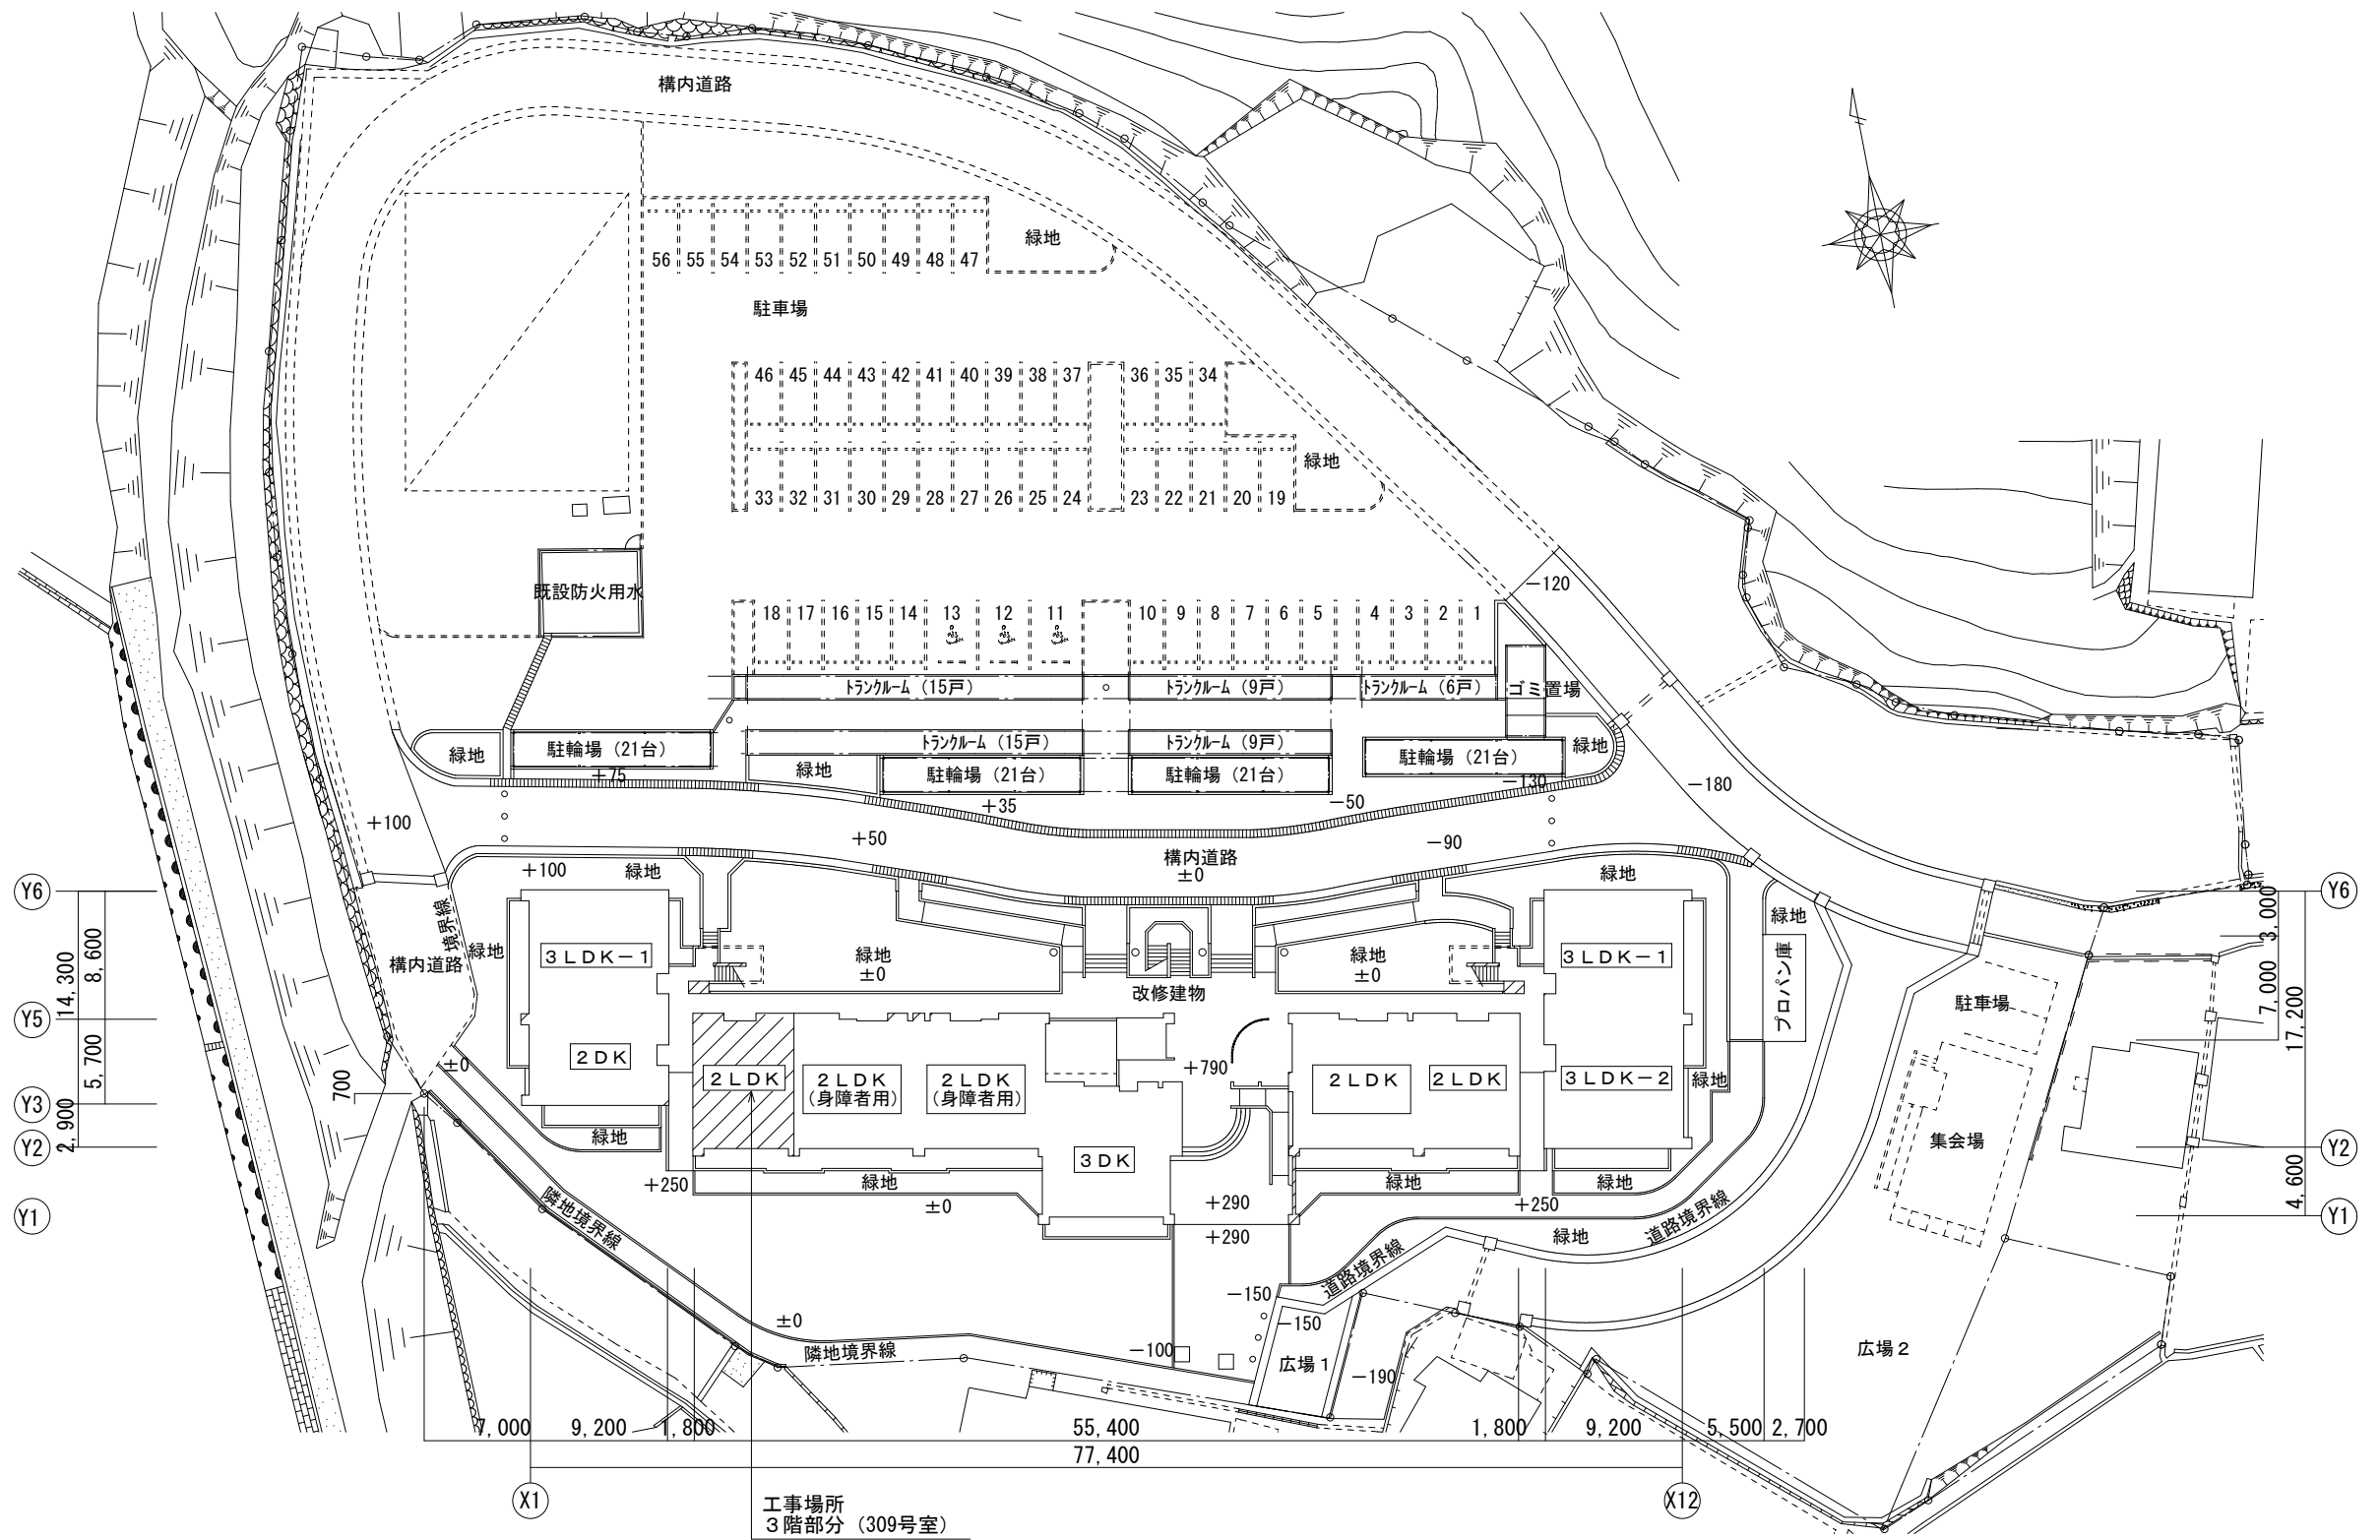 構内道路
緑地
56 55 54 53 52 51 50 49 48 47
駐車場
46 45 44 43 42 41 40 39 38 37 36 35 34
緑地
33 32 31 30 29 28 27 26 25 24 23 22 21 20 19
既設防火用水
-120
18 17 16 15 14 13 12 11 10 9 8 7 6 5 4 3 2 1
トランクルーム（15戸） トランクルーム（9戸） トランクルーム（6戸） ゴミ置場
緑地 駐輪場（21台） トランクルーム（15戸） トランクルーム（9戸） 駐輪場（21台） 緑地
+75 緑地 駐輪場（21台） 駐輪場（21台） -130 -180
+35 -50
+100 +50 -90
構内道路
±0
+100 緑地 緑地
Y6 Y6
境界線
緑地
構内道路
3LDK-1
緑地
±0
緑地
±0
3LDK-1
緑地
プロパン庫
駐車場
改修建物
14,300 8,600
3,000
7,000 17,200
Y5
±0
2DK
5,700
700
2LDK
2LDK
（身障者用）
2LDK
（身障者用）
+790
2LDK
2LDK
3LDK-2
緑地
Y3
2,900
Y2 Y2
緑地
3DK
集会場
+250 緑地 緑地 緑地
±0 +290 +250
4,600
Y1 Y1
隣地境界線
+290
緑地
道路境界線
道路境界線
-150
-150
±0
隣地境界線
-100
広場1
-190
広場2
7,000 9,200 1,800 55,400 1,800 9,200 5,500 2,700
77,400
X1 X12
工事場所
3階部分（309号室）